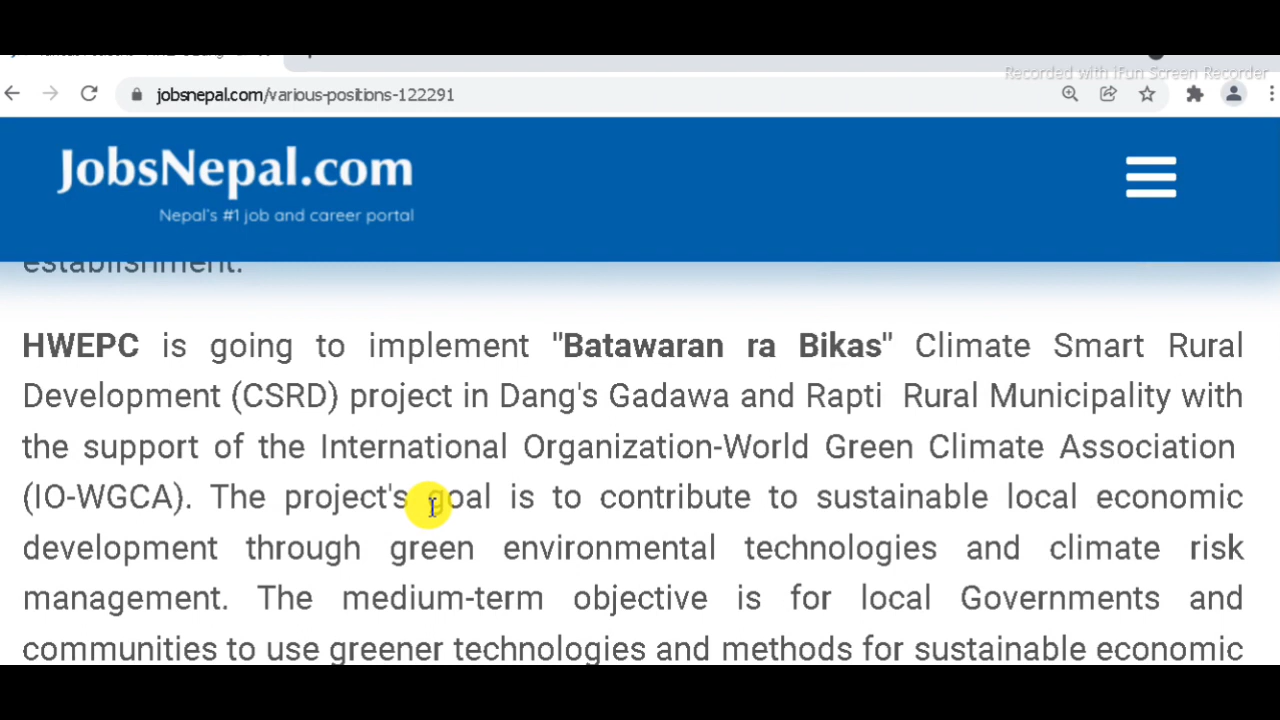 Recorded with iFun Screen Recorder
jobsnepal.com/various-positions-122291
JobsNepal.com
Nepal's #1 job and career portal
establishment.
HWEPC is going to implement "Batawaran ra Bikas" Climate Smart Rural
Development (CSRD) project in Dang's Gadawa and Rapti Rural Municipality with
the support of the International Organization-World Green Climate Association
(IO-WGCA). The project's goal is to contribute to sustainable local economic
development through green environmental technologies and climate risk
management. The medium-term objective is for local Governments and
communities to use greener technologies and methods for sustainable economic